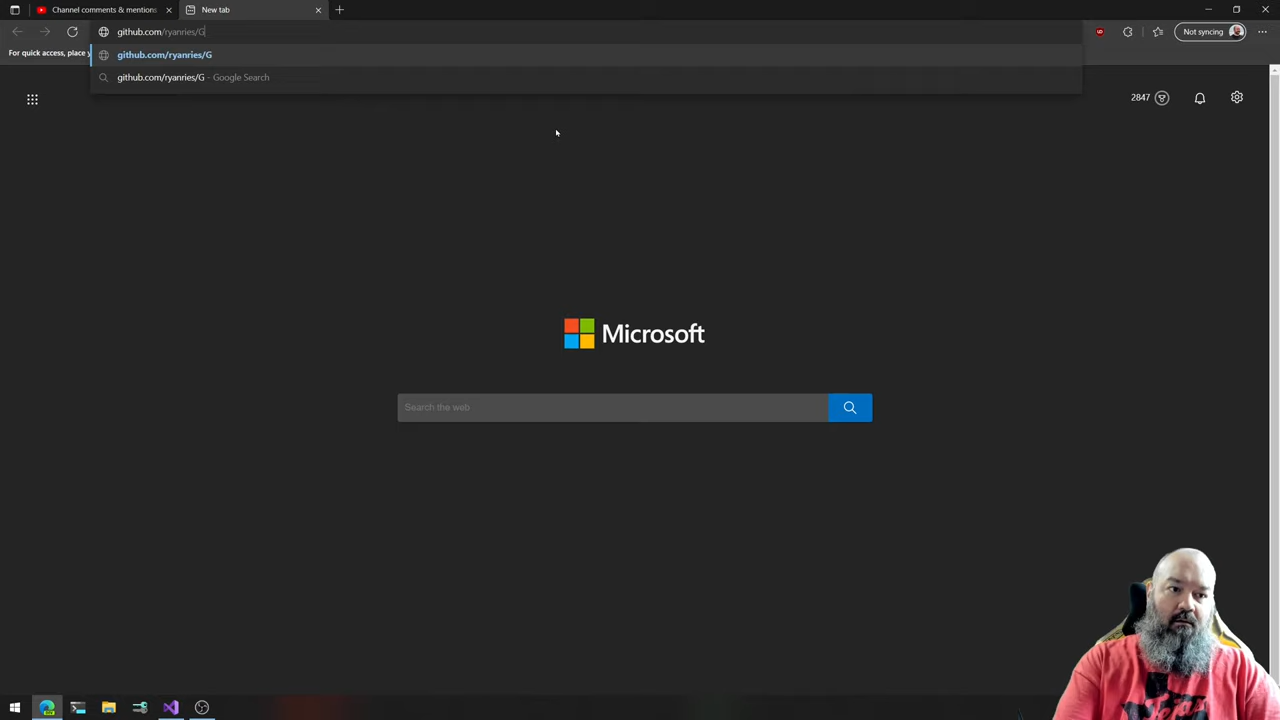 Channel comments & mentions
New tab
github.com/ryanries/G
Not syncing
For quick access, place y
github.com/ryanries/G
github.com/ryanries/G - Google Search
2847
Microsoft
Search the web